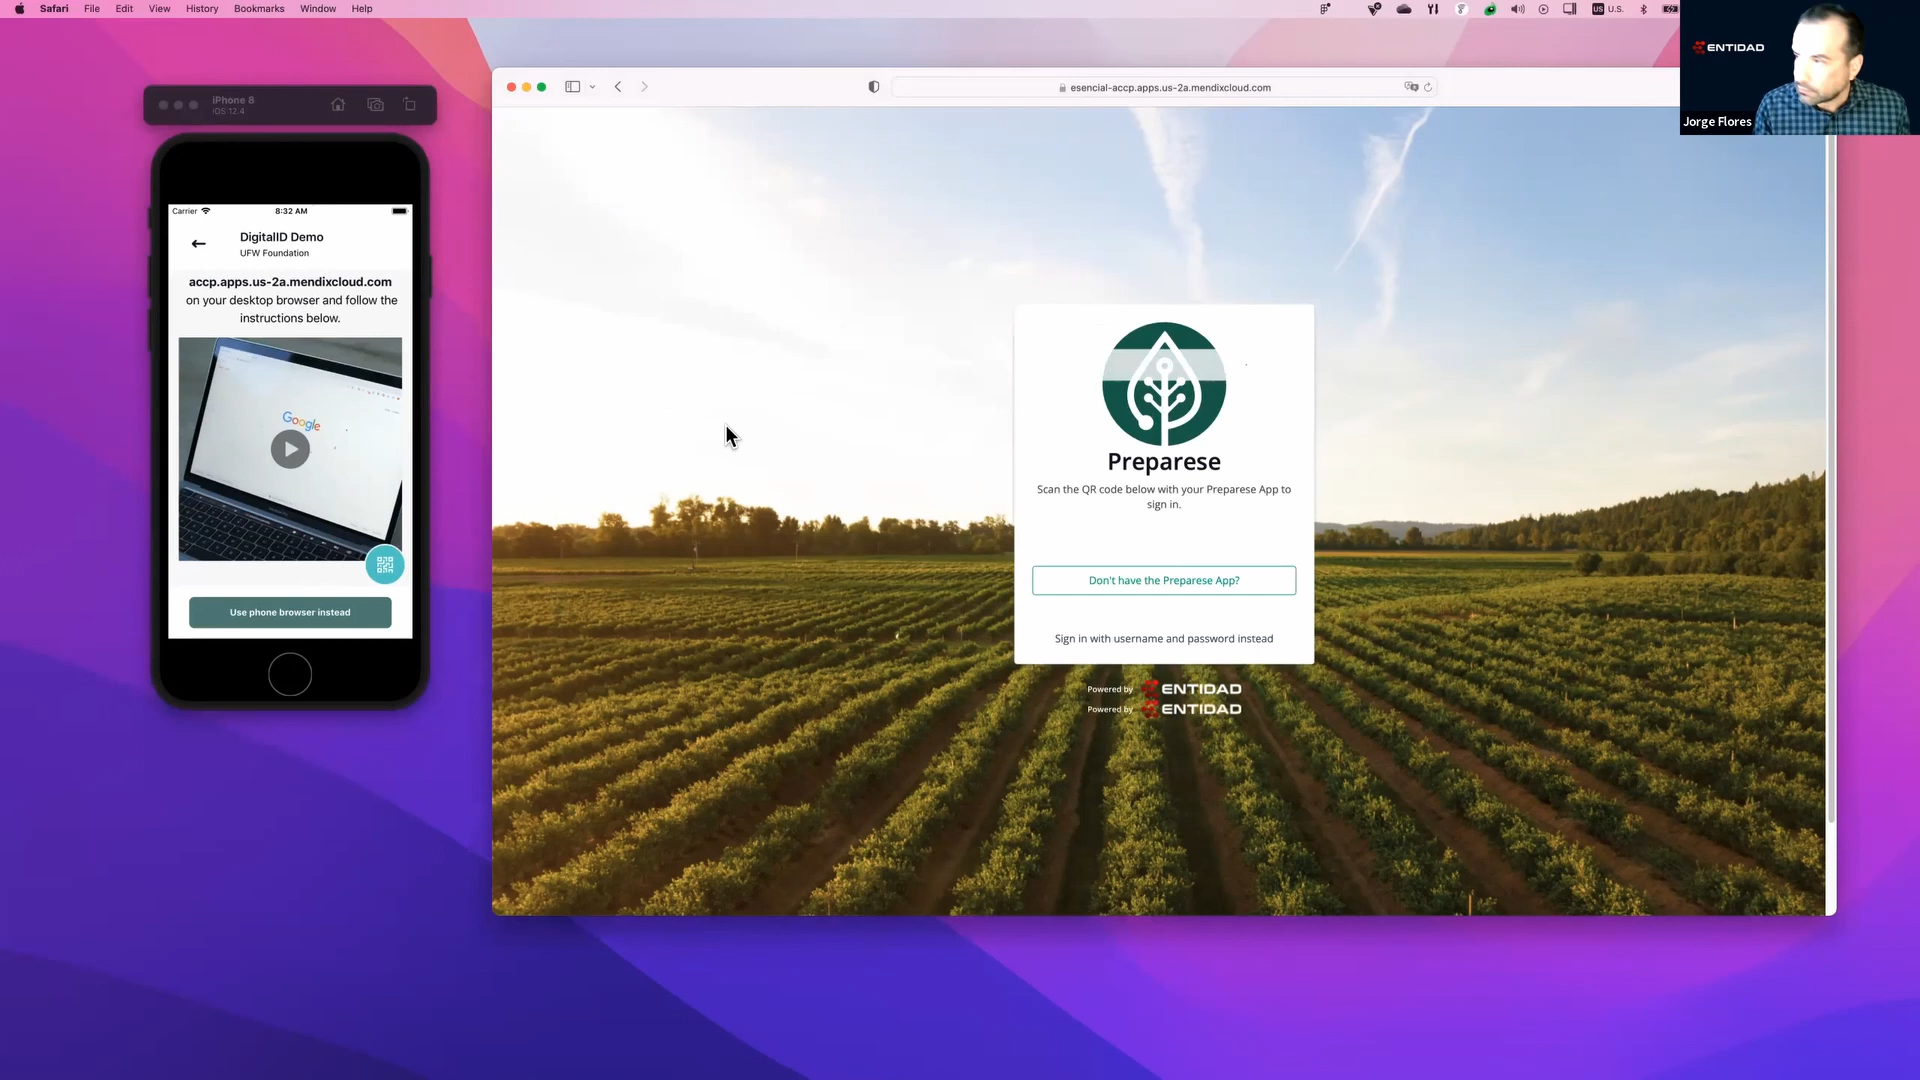 Safari File Edit View History Bookmarks Window Help
US U.S.
ENTIDAD
Jorge Flores
iPhone 8
iOS 12.4
Carrier 8:32 AM
DigitalID Demo
UFW Foundation
accp.apps.us-2a.mendixcloud.com
on your desktop browser and follow the
instructions below.
Google
Use phone browser instead
esencial-accp.apps.us-2a.mendixcloud.com
Preparese
Scan the QR code below with your Preparese App to
sign in.
Don't have the Preparese App?
Sign in with username and password instead
Powered by ENTIDAD
Powered by ENTIDAD